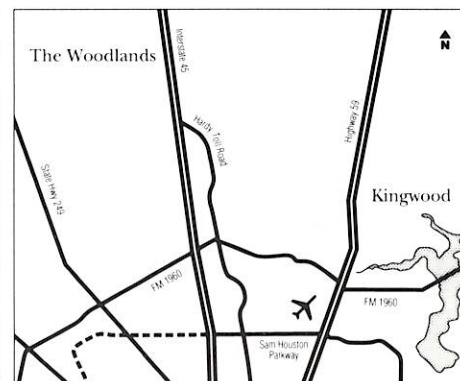 The Woodlands
Interstate 45
N
Hardy Toll Road
Highway 59
State Hwy 249
Kingwood
FM 1960
FM 1960
Sam Houston
Parkway